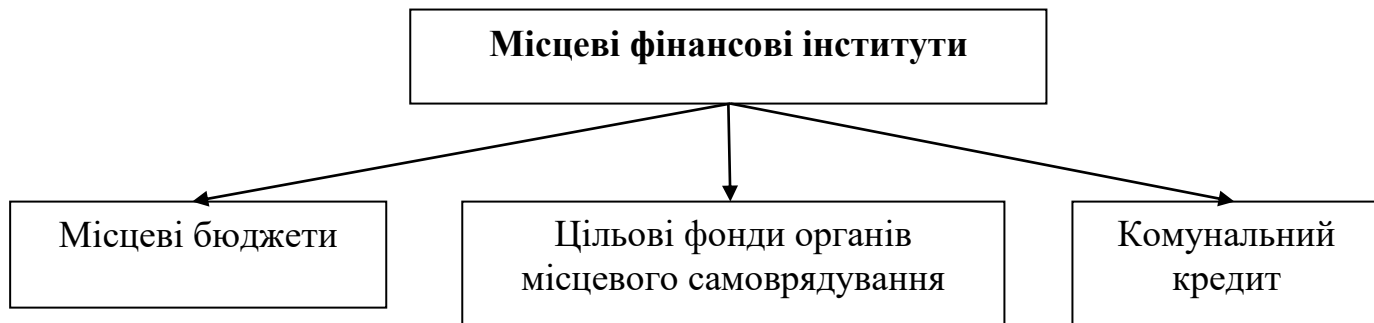 Місцеві фінансові інститути
Місцеві бюджети
Цільові фонди органів
місцевого самоврядування
Комунальний
кредит